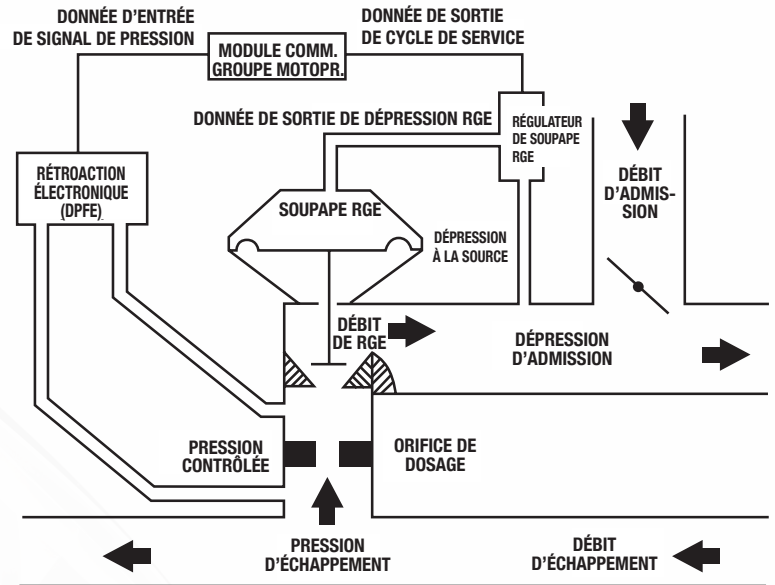 DONNÉE D'ENTRÉE
DE SIGNAL DE PRESSION
MODULE COMM.
GROUPE MOTOPR.
DONNÉE DE SORTIE
DE CYCLE DE SERVICE
DONNÉE DE SORTIE DE DÉPRESSION RGE
RÉGULATEUR
DE SOUPAPE
RGE
RÉTROACTION
ÉLECTRONIQUE
(DPFE)
SOUPAPE RGE
DÉPRESSION
À LA SOURCE
DÉBIT
D'ADMIS-
SION
DÉBIT
DE RGE
DÉPRESSION
D'ADMISSION
PRESSION
CONTRÔLÉE
ORIFICE DE
DOSAGE
PRESSION
D'ÉCHAPPEMENT
DÉBIT
D'ÉCHAPPEMENT